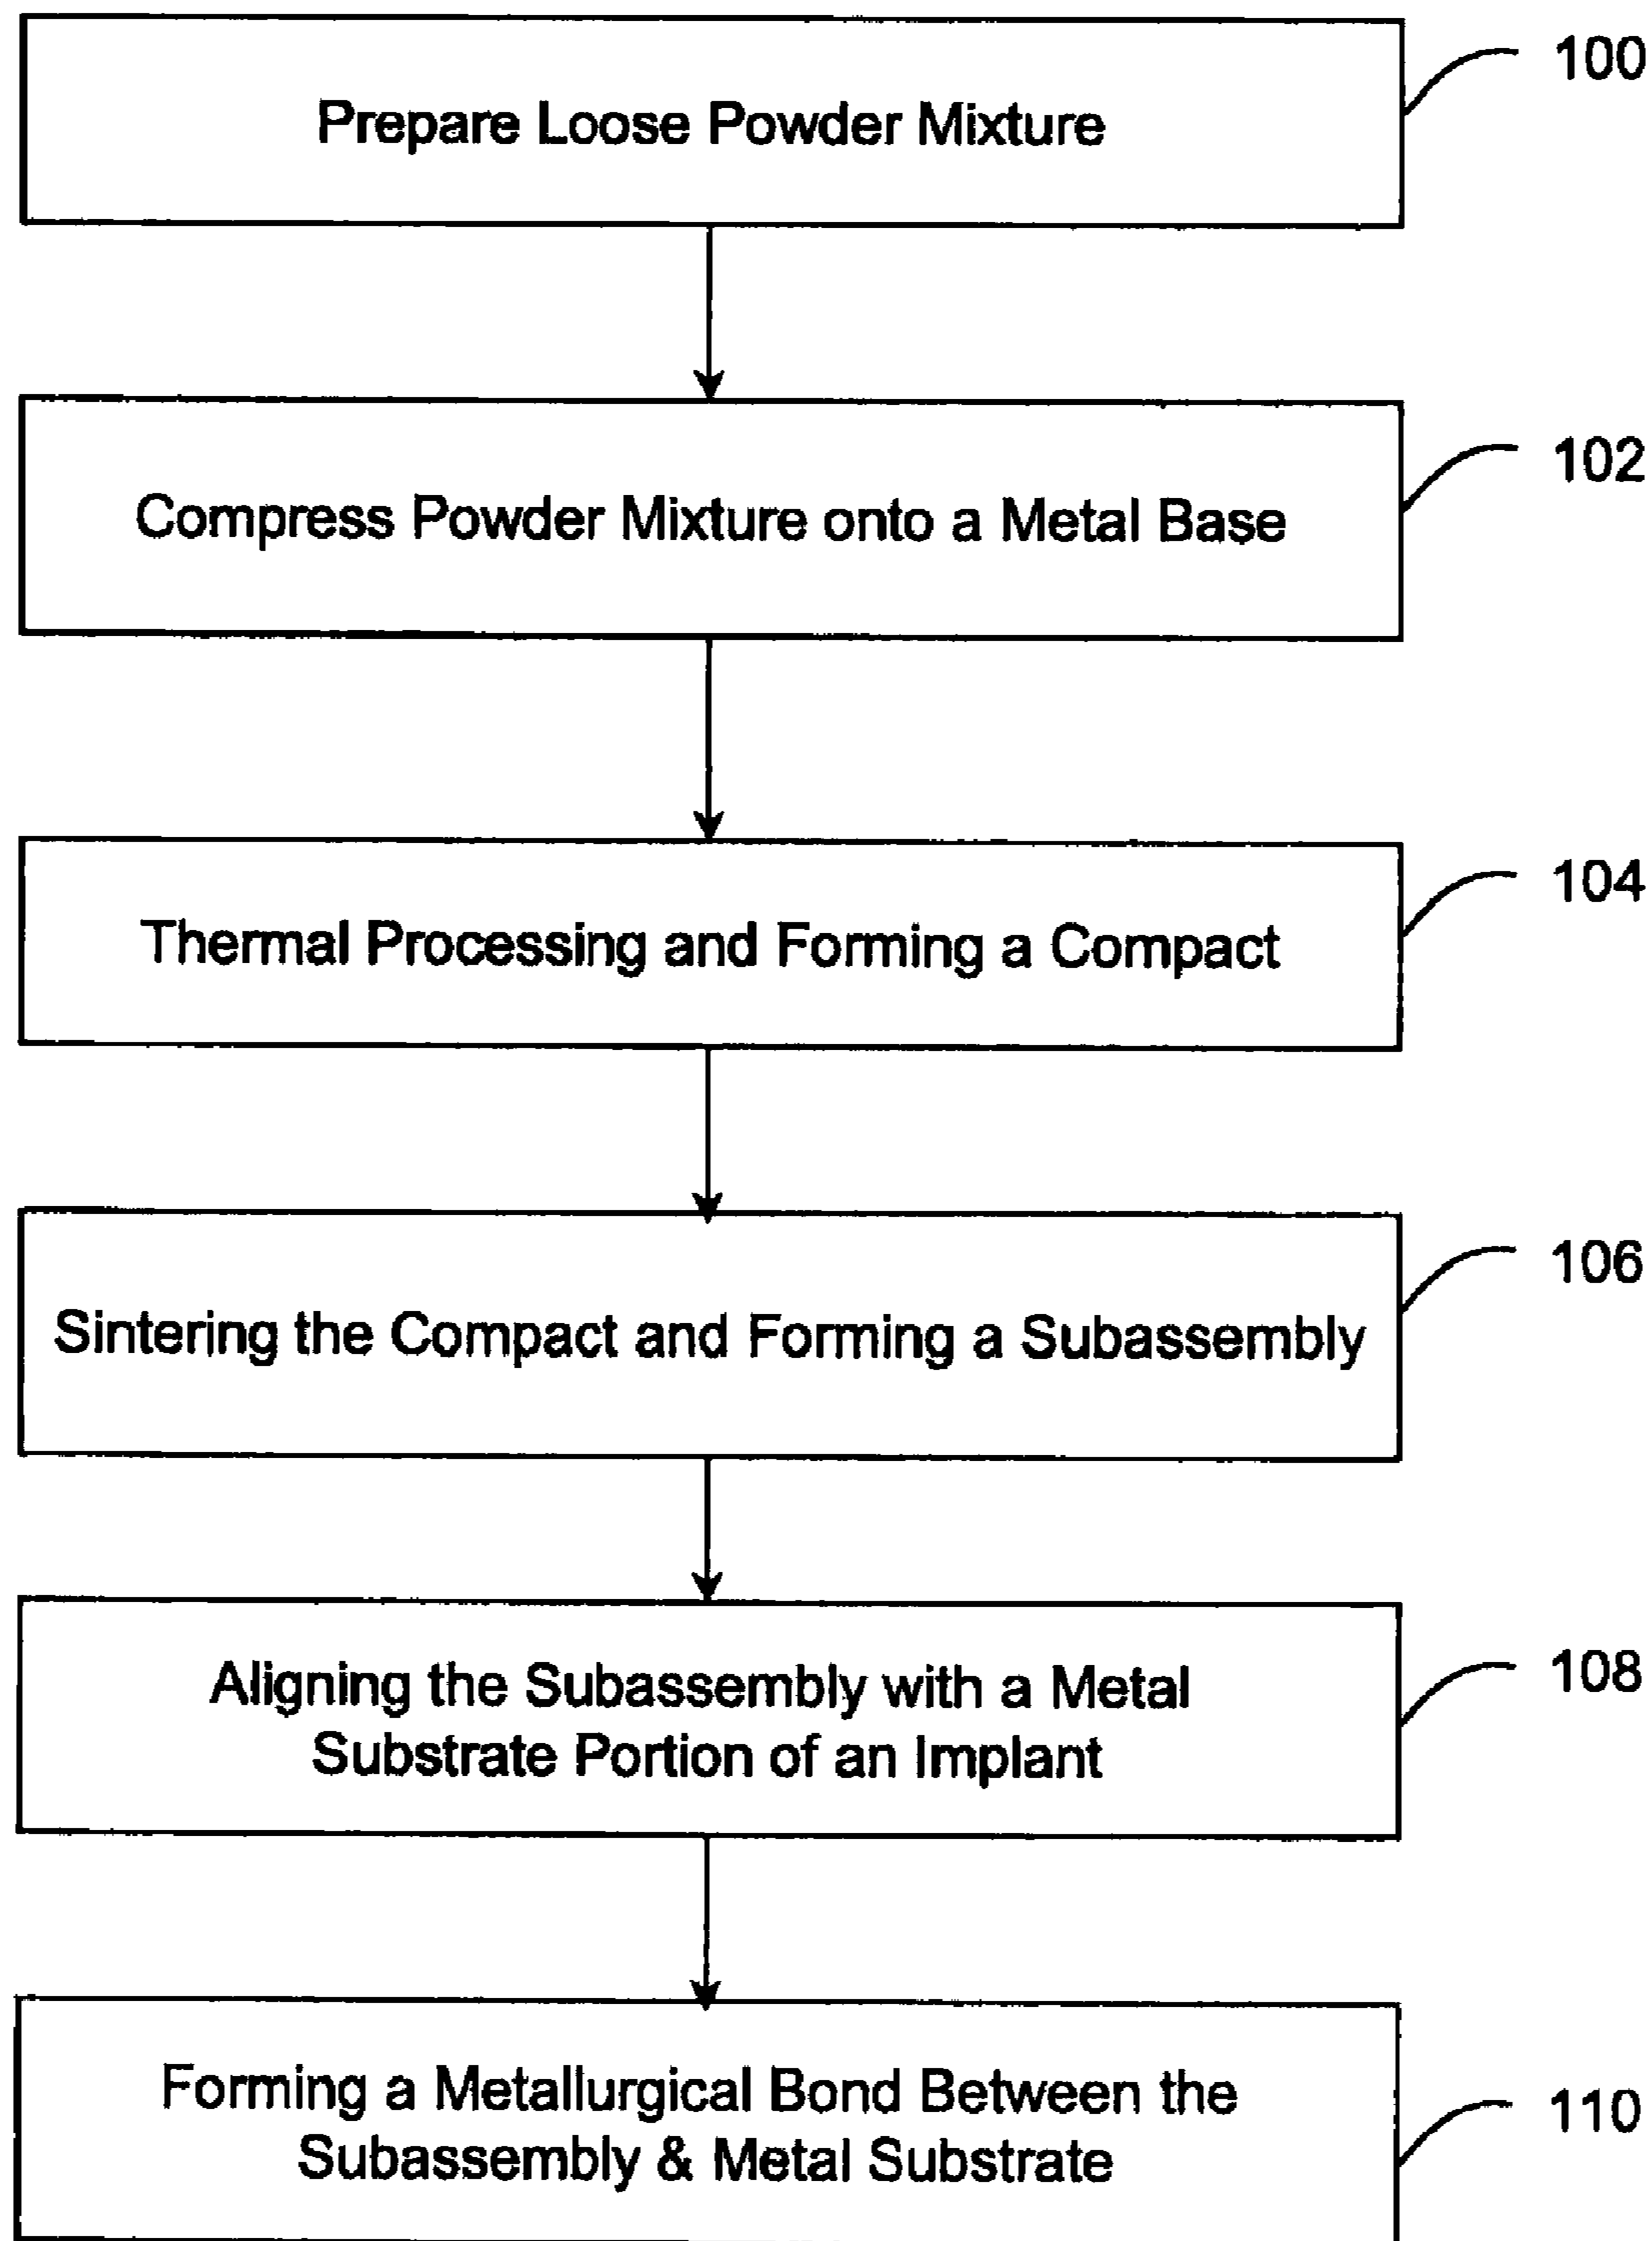 Prepare Loose Powder Mixture
100
Compress Powder Mixture onto a Metal Base
102
Thermal Processing and Forming a Compact
104
Sintering the Compact and Forming a Subassembly
106
Aligning the Subassembly with a Metal
Substrate Portion of an Implant
108
Forming a Metallurgical Bond Between the
Subassembly & Metal Substrate
110